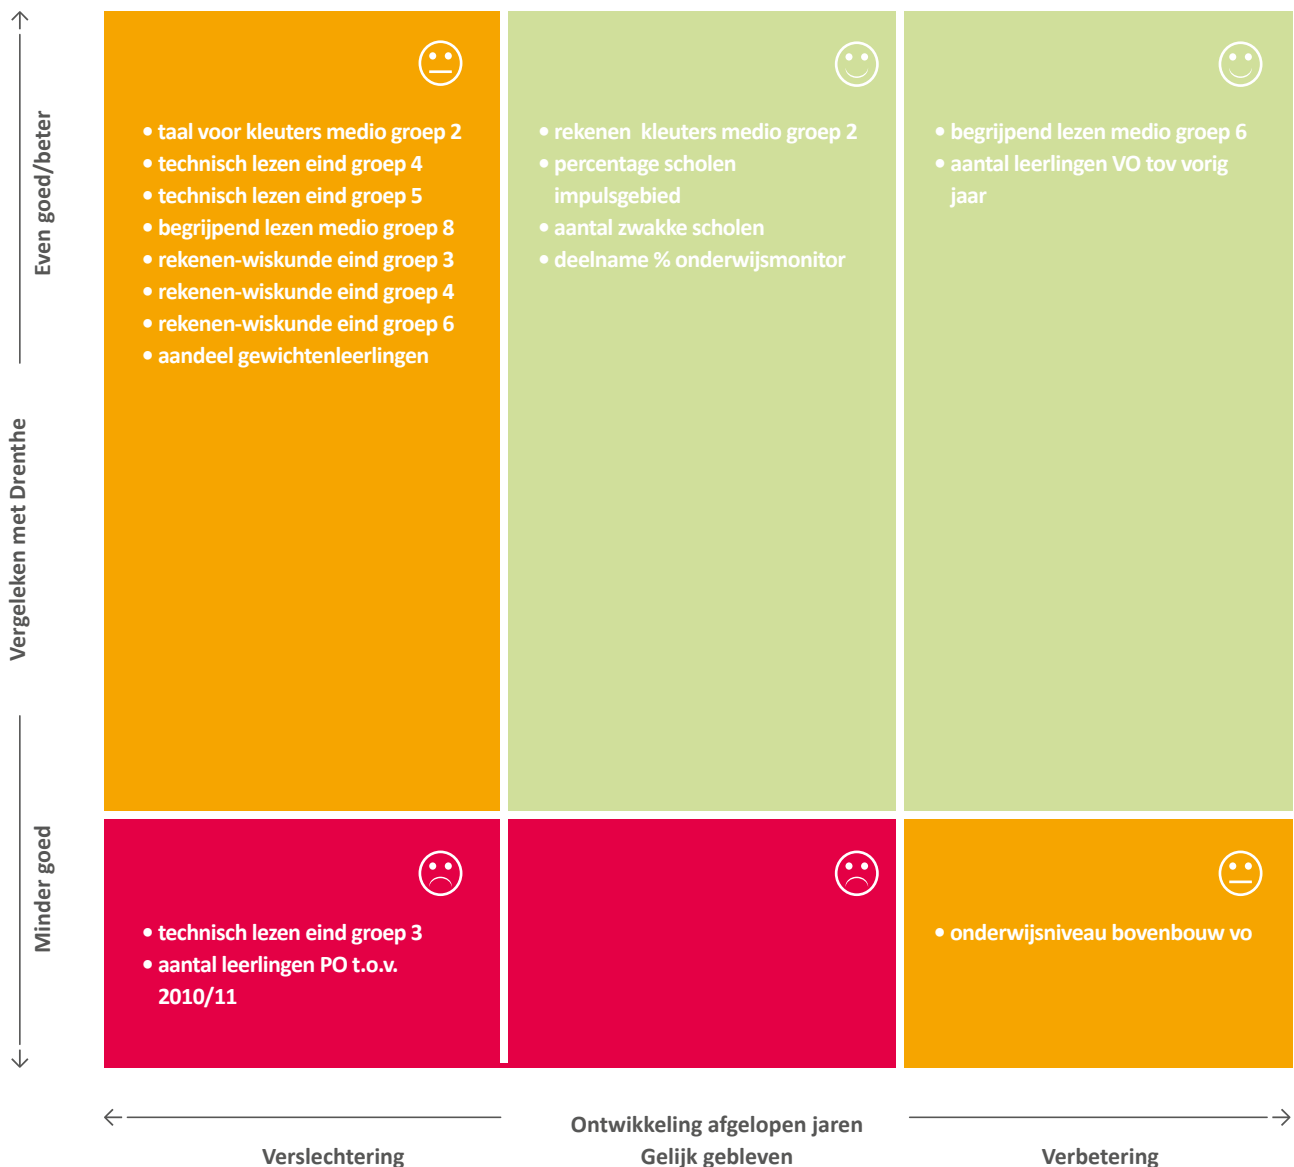 Even goed/beter
Vergeleken met Drenthe
Minder goed
• taal voor kleuters medio groep 2
• technisch lezen eind groep 4
• technisch lezen eind groep 5
• begrijpend lezen medio groep 8
• rekenen-wiskunde eind groep 3
• rekenen-wiskunde eind groep 4
• rekenen-wiskunde eind groep 6
• aandeel gewichtenleerlingen
• rekenen kleuters medio groep 2
• percentage scholen
impulsgebied
• aantal zwakke scholen
• deelname % onderwijsmonitor
• begrijpend lezen medio groep 6
• aantal leerlingen VO tov vorig
jaar
• technisch lezen eind groep 3
• aantal leerlingen PO t.o.v.
2010/11
• onderwijsniveau bovenbouw vo
Ontwikkeling afgelopen jaren
Verslechtering
Gelijk gebleven
Verbetering